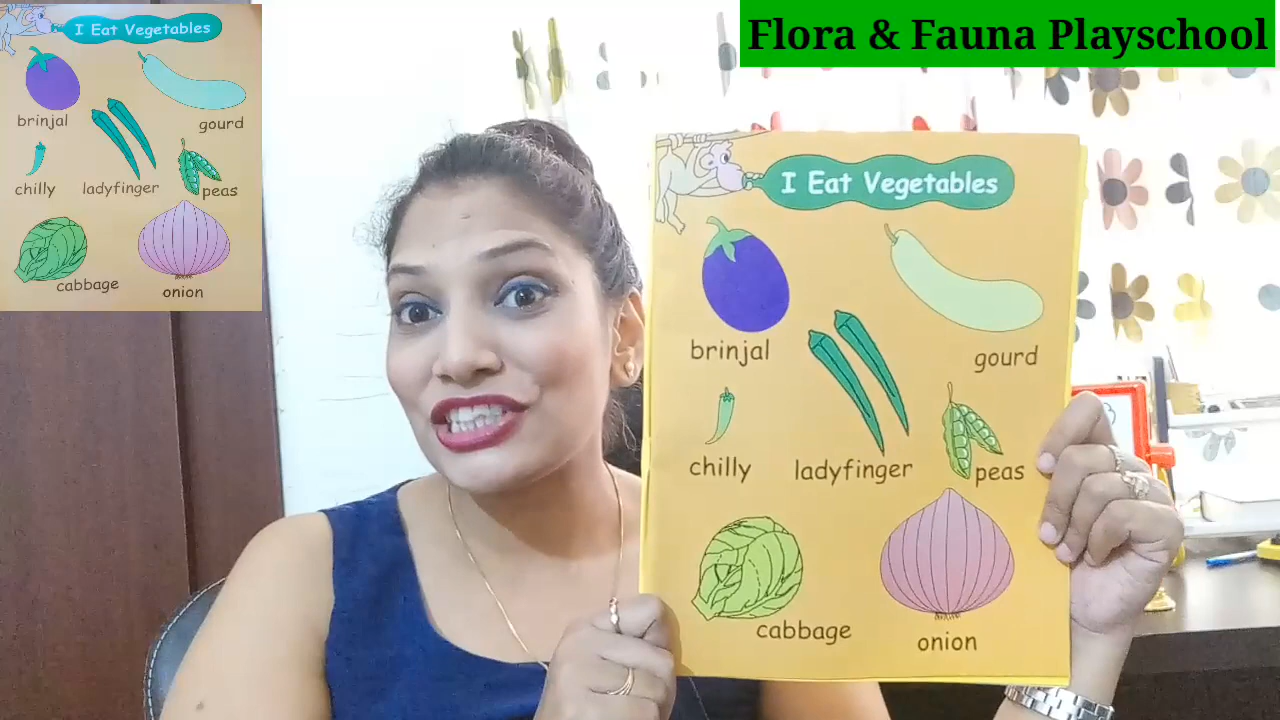 I Eat Vegetables
brinjal
gourd
chilly
ladyfinger
peas
cabbage
onion
Flora & Fauna Playschool
I Eat Vegetables
brinjal
gourd
chilly
ladyfinger
peas
cabbage
onion